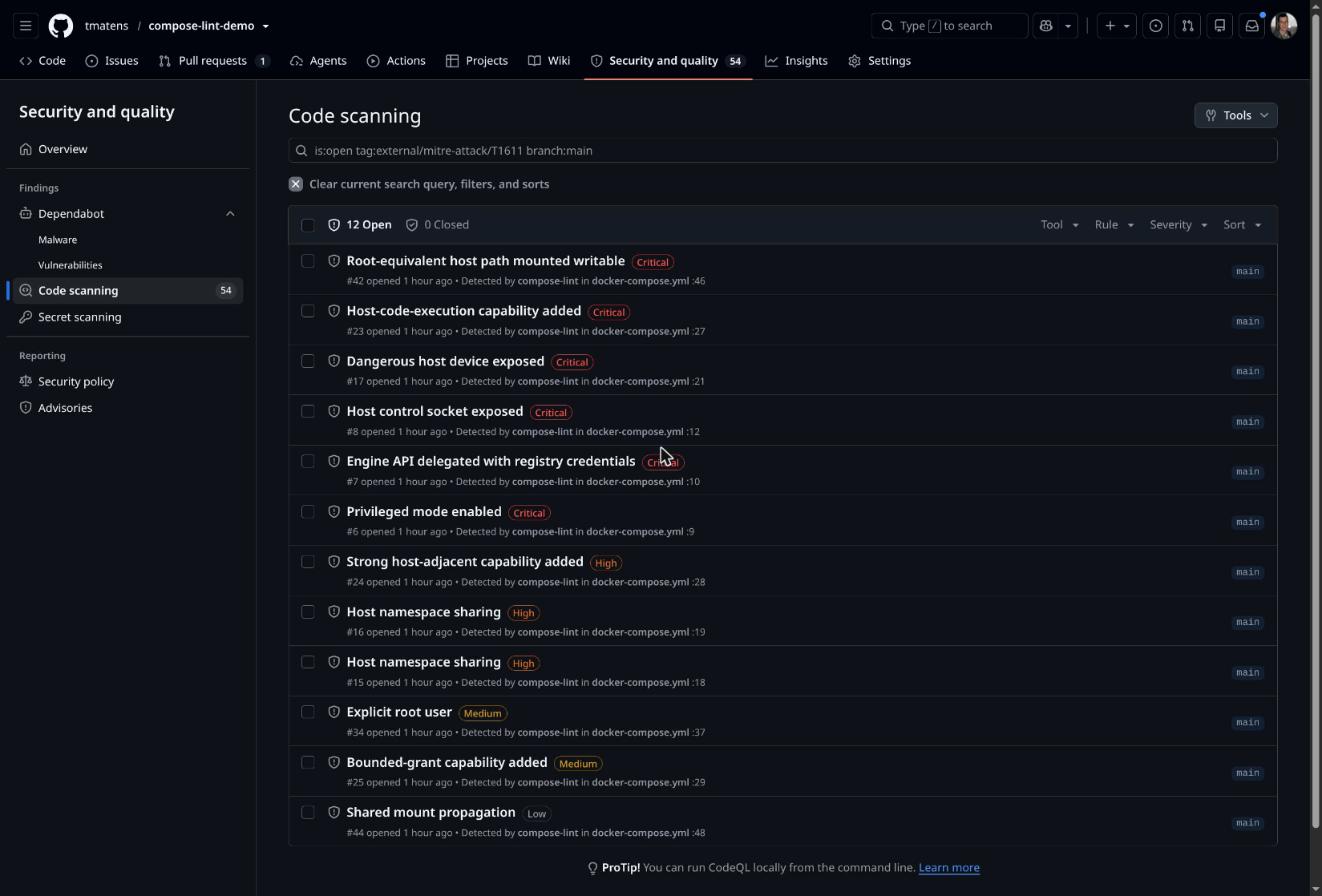 tmatens / compose-lint-demo
Type / to search
Code
Issues
Pull requests 1
Agents
Actions
Projects
Wiki
Security and quality 54
Insights
Settings
Security and quality
Overview
Findings
Dependabot
Malware
Vulnerabilities
Code scanning 54
Secret scanning
Reporting
Security policy
Advisories
Code scanning
Tools
is:open tag:external/mitre-attack/T1611 branch:main
Clear current search query, filters, and sorts
12 Open 0 Closed Tool Rule Severity Sort
Root-equivalent host path mounted writable Critical
#42 opened 1 hour ago • Detected by compose-lint in docker-compose.yml :46
main
Host-code-execution capability added Critical
#23 opened 1 hour ago • Detected by compose-lint in docker-compose.yml :27
main
Dangerous host device exposed Critical
#17 opened 1 hour ago • Detected by compose-lint in docker-compose.yml :21
main
Host control socket exposed Critical
#8 opened 1 hour ago • Detected by compose-lint in docker-compose.yml :12
main
Engine API delegated with registry credentials Critical
#7 opened 1 hour ago • Detected by compose-lint in docker-compose.yml :10
main
Privileged mode enabled Critical
#6 opened 1 hour ago • Detected by compose-lint in docker-compose.yml :9
main
Strong host-adjacent capability added High
#24 opened 1 hour ago • Detected by compose-lint in docker-compose.yml :28
main
Host namespace sharing High
#16 opened 1 hour ago • Detected by compose-lint in docker-compose.yml :19
main
Host namespace sharing High
#15 opened 1 hour ago • Detected by compose-lint in docker-compose.yml :18
main
Explicit root user Medium
#34 opened 1 hour ago • Detected by compose-lint in docker-compose.yml :37
main
Bounded-grant capability added Medium
#25 opened 1 hour ago • Detected by compose-lint in docker-compose.yml :29
main
Shared mount propagation Low
#44 opened 1 hour ago • Detected by compose-lint in docker-compose.yml :48
main
ProTip! You can run CodeQL locally from the command line. Learn more